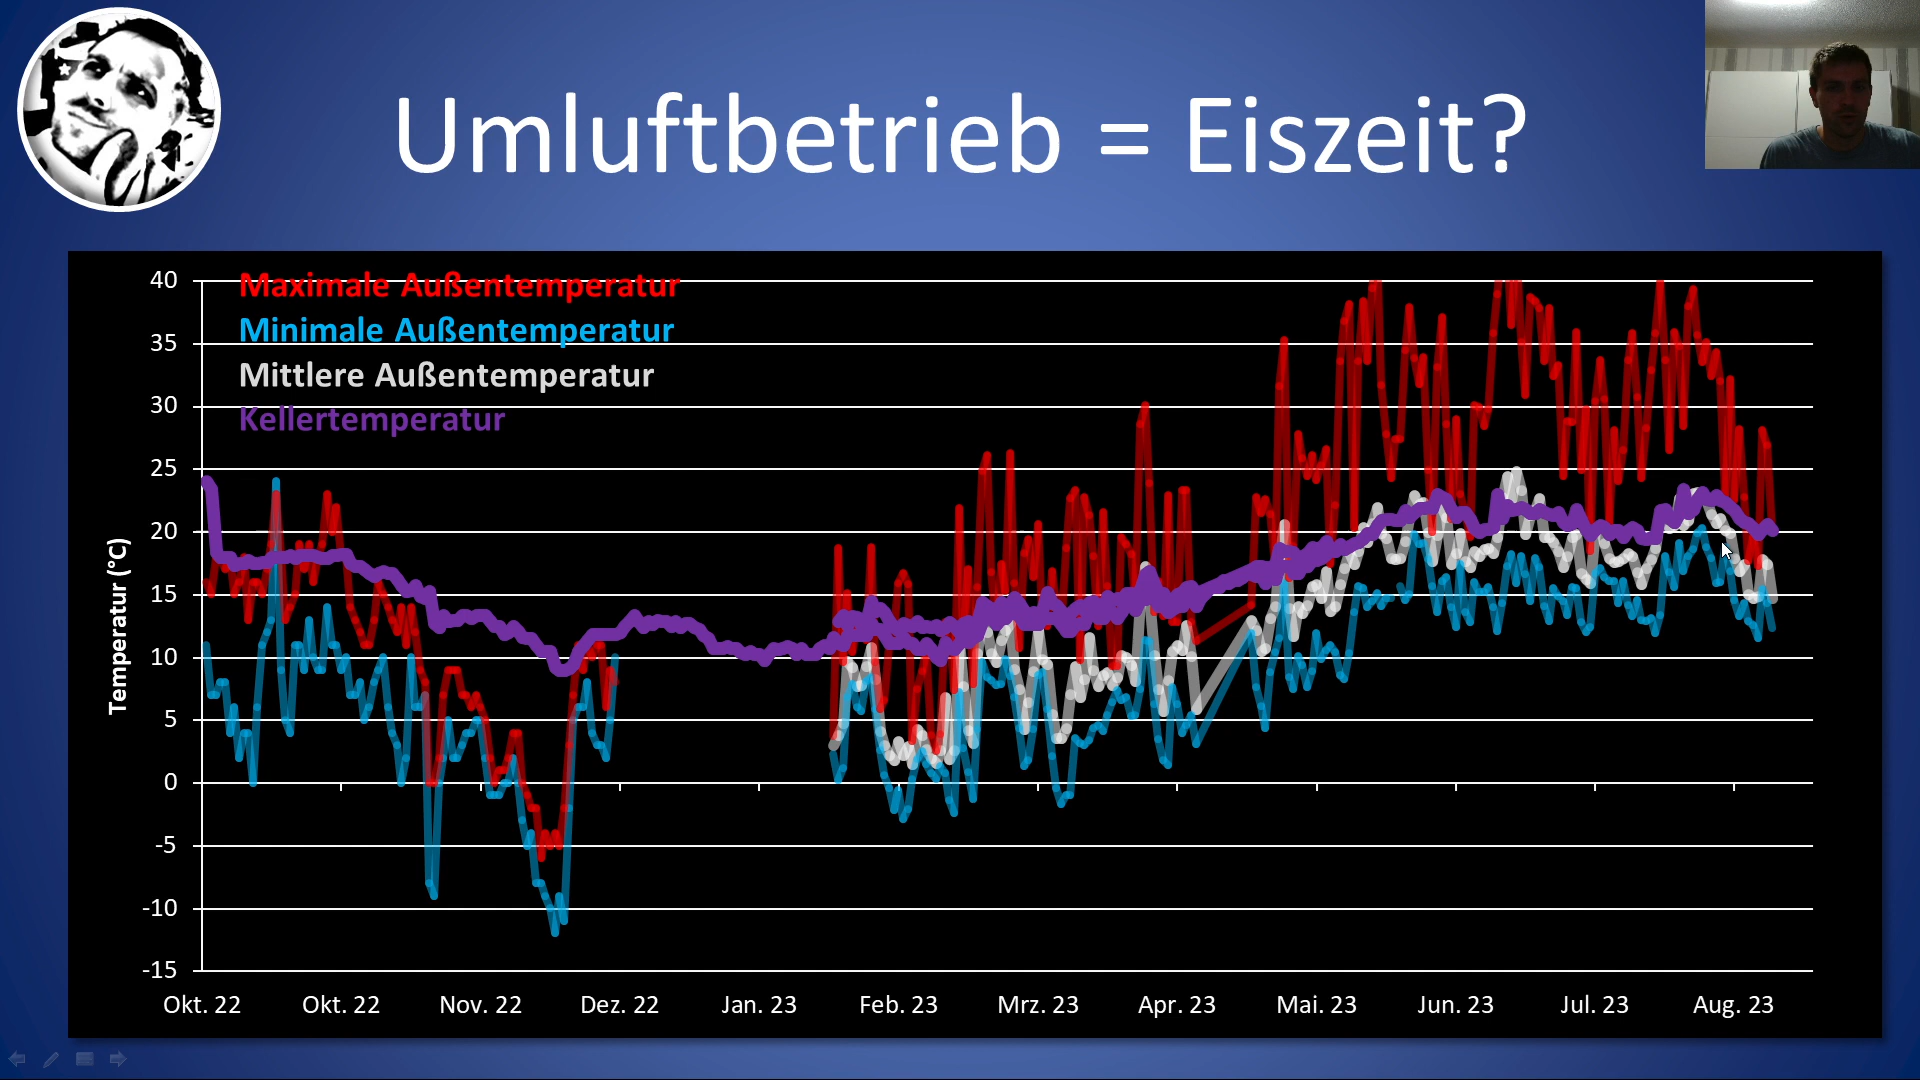 Umluftbetrieb = Eiszeit?
Maximale Außentemperatur
Minimale Außentemperatur
Mittlere Außentemperatur
Kellertemperatur
Temperatur (°C)
40
35
30
25
20
15
10
5
0
-5
-10
-15
Okt. 22
Okt. 22
Nov. 22
Dez. 22
Jan. 23
Feb. 23
Mrz. 23
Apr. 23
Mai. 23
Jun. 23
Jul. 23
Aug. 23